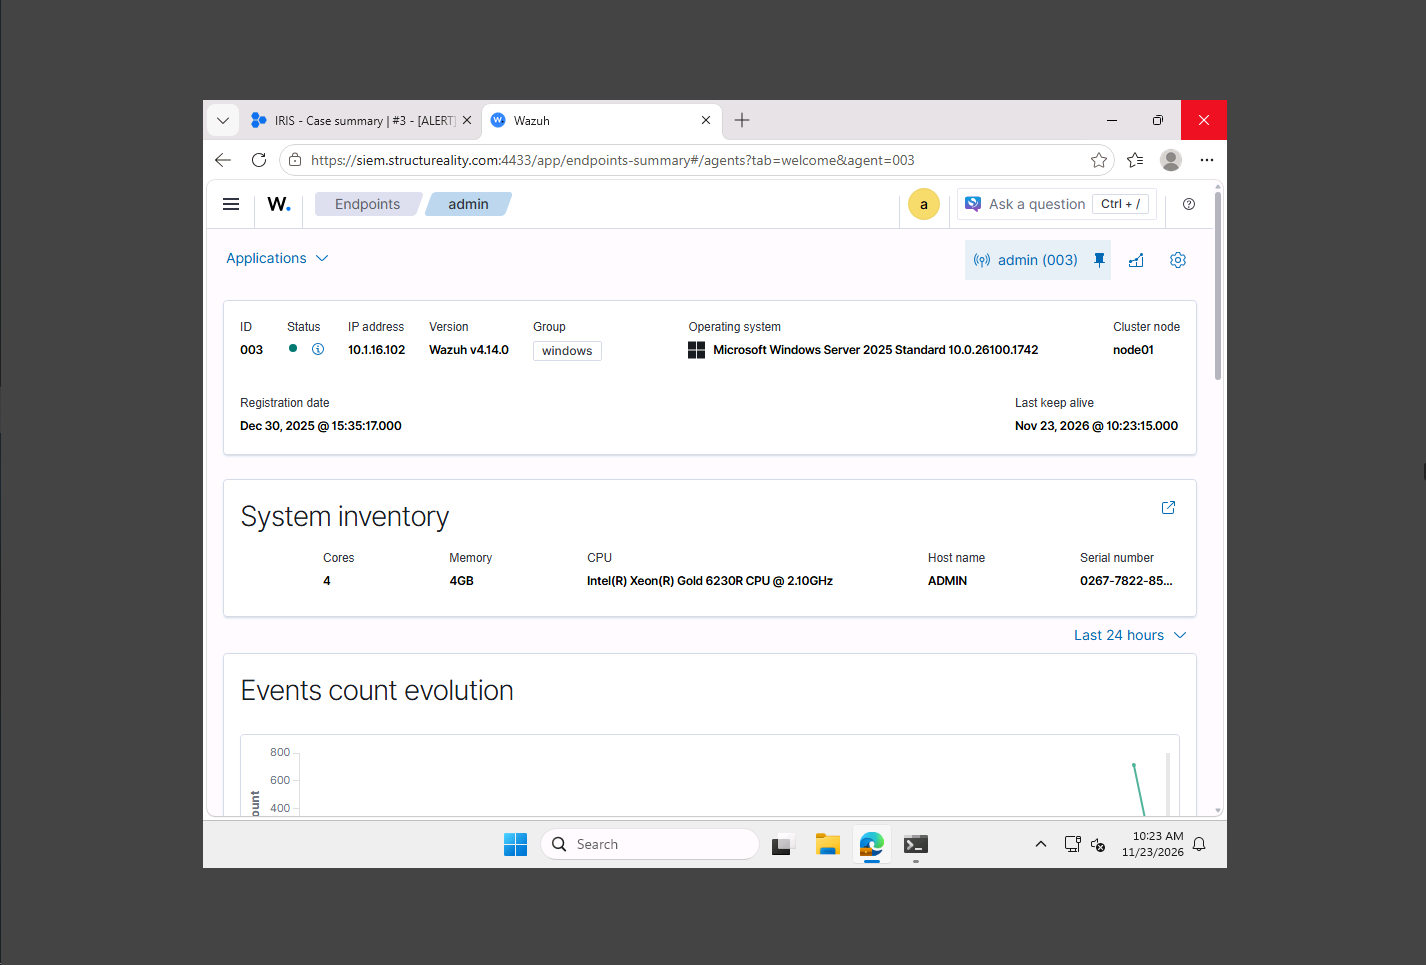 IRIS - Case summary | #3 - [ALERT]
Wazuh
https://siem.structureality.com:4433/app/endpoints-summary#/agents?tab=welcome&agent=003
W. Endpoints admin a Ask a question Ctrl + /
Applications admin (003)
ID Status IP address Version Group Operating system Cluster node
003 10.1.16.102 Wazuh v4.14.0 windows Microsoft Windows Server 2025 Standard 10.0.26100.1742 node01
Registration date Last keep alive
Dec 30, 2025 @ 15:35:17.000 Nov 23, 2026 @ 10:23:15.000
System inventory
Cores Memory CPU Host name Serial number
4 4GB Intel(R) Xeon(R) Gold 6230R CPU @ 2.10GHz ADMIN 0267-7822-85...
Last 24 hours
Events count evolution
800
600
400
ount
Search 10:23 AM
11/23/2026